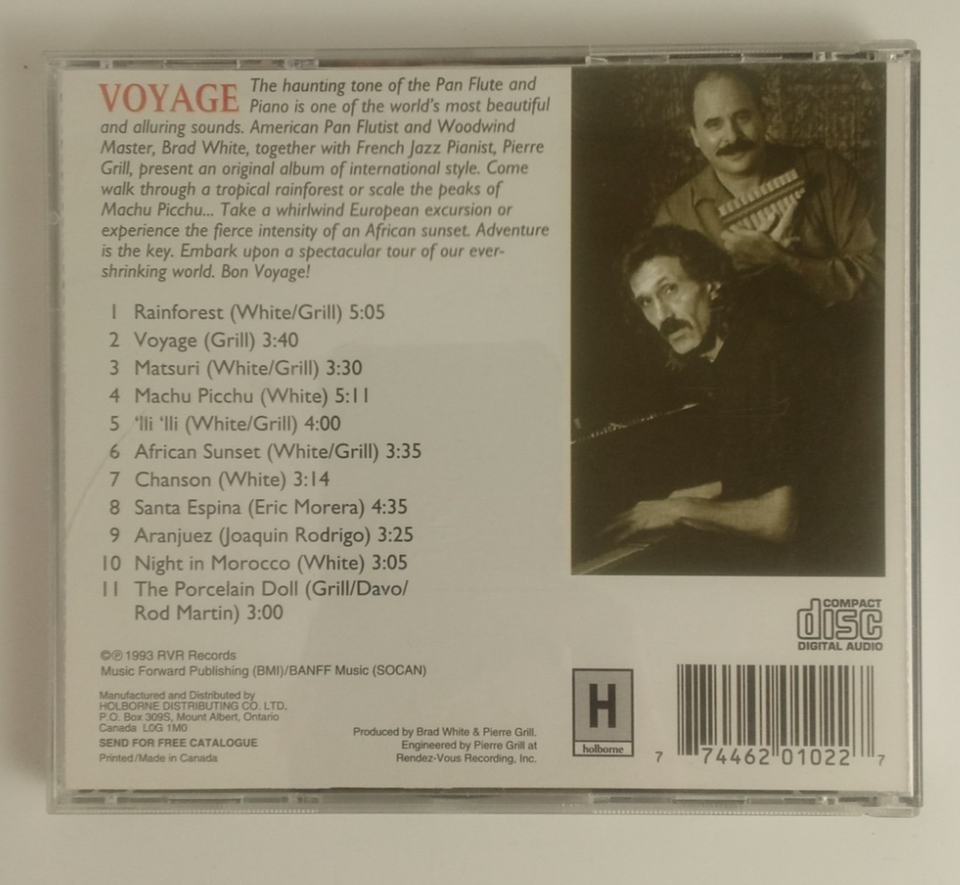 VOYAGE The haunting tone of the Pan Flute and
Piano is one of the world's most beautiful
and alluring sounds. American Pan Flutist and Woodwind
Master, Brad White, together with French Jazz Pianist, Pierre
Grill, present an original album of international style. Come
walk through a tropical rainforest or scale the peaks of
Machu Picchu... Take a whirlwind European excursion or
experience the fierce intensity of an African sunset. Adventure
is the key. Embark upon a spectacular tour of our ever-
shrinking world. Bon Voyage!
1 Rainforest (White/Grill) 5:05
2 Voyage (Grill) 3:40
3 Matsuri (White/Grill) 3:30
4 Machu Picchu (White) 5:11
5 'Ili 'Ili (White/Grill) 4:00
6 African Sunset (White/Grill) 3:35
7 Chanson (White) 3:14
8 Santa Espina (Eric Morera) 4:35
9 Aranjuez (Joaquin Rodrigo) 3:25
10 Night in Morocco (White) 3:05
11 The Porcelain Doll (Grill/Davo/
Rod Martin) 3:00
©℗ 1993 RVR Records
Music Forward Publishing (BMI)/BANFF Music (SOCAN)
Manufactured and Distributed by
HOLBORNE DISTRIBUTING CO. LTD.
P.O. Box 309S, Mount Albert, Ontario
Canada L0G 1M0
SEND FOR FREE CATALOGUE
Printed/Made in Canada
Produced by Brad White & Pierre Grill.
Engineered by Pierre Grill at
Rendez-Vous Recording, Inc.
H
holborne
COMPACT
disc
DIGITAL AUDIO
7 74462 01022 7